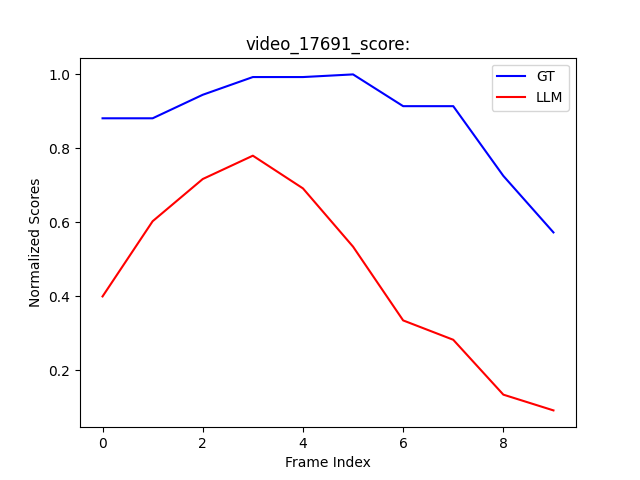 video_17691_score:
GT
LLM
Normalized Scores
1.0
0.8
0.6
0.4
0.2
0 2 4 6 8
Frame Index